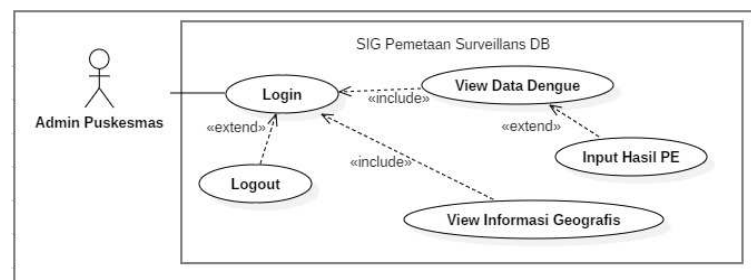 SIG Pemetaan Surveillans DB
Admin Puskesmas
Login
«include»
View Data Dengue
«extend»
«extend»
Input Hasil PE
«include»
Logout
View Informasi Geografis